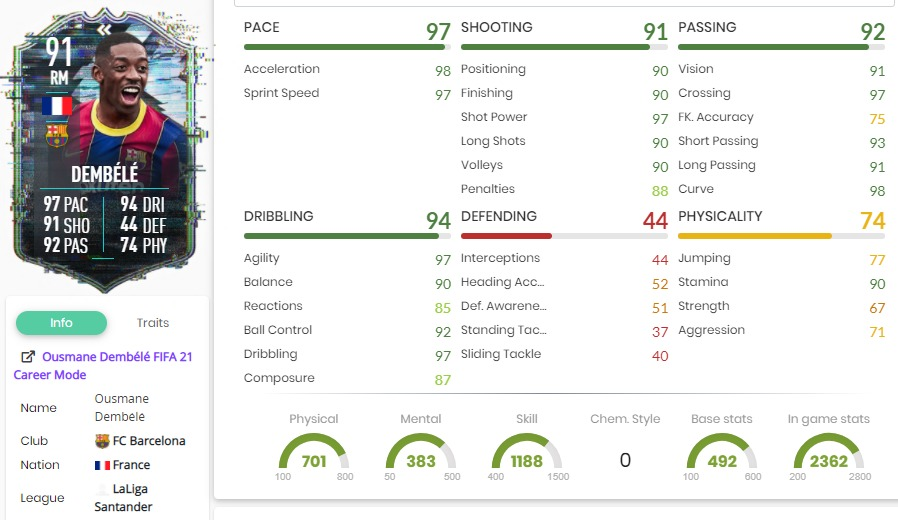 91
RM
DEMBÉLÉ
97 PAC 94 DRI
91 SHO 44 DEF
92 PAS 74 PHY
Info Traits
Ousmane Dembélé FIFA 21
Career Mode
Name Ousmane
Dembélé
Club FC Barcelona
Nation France
League LaLiga
Santander
PACE 97
Acceleration 98
Sprint Speed 97
SHOOTING 91
Positioning 90
Finishing 90
Shot Power 97
Long Shots 90
Volleys 90
Penalties 88
PASSING 92
Vision 91
Crossing 97
FK. Accuracy 75
Short Passing 93
Long Passing 91
Curve 98
DRIBBLING 94
Agility 97
Balance 90
Reactions 85
Ball Control 92
Dribbling 97
Composure 87
DEFENDING 44
Interceptions 44
Heading Acc... 52
Def. Awarene... 51
Standing Tac... 37
Sliding Tackle 40
PHYSICALITY 74
Jumping 77
Stamina 90
Strength 67
Aggression 71
Physical
701
100 800
Mental
383
50 500
Skill
1188
400 1500
Chem. Style
0
Base stats
492
100 600
In game stats
2362
200 2800